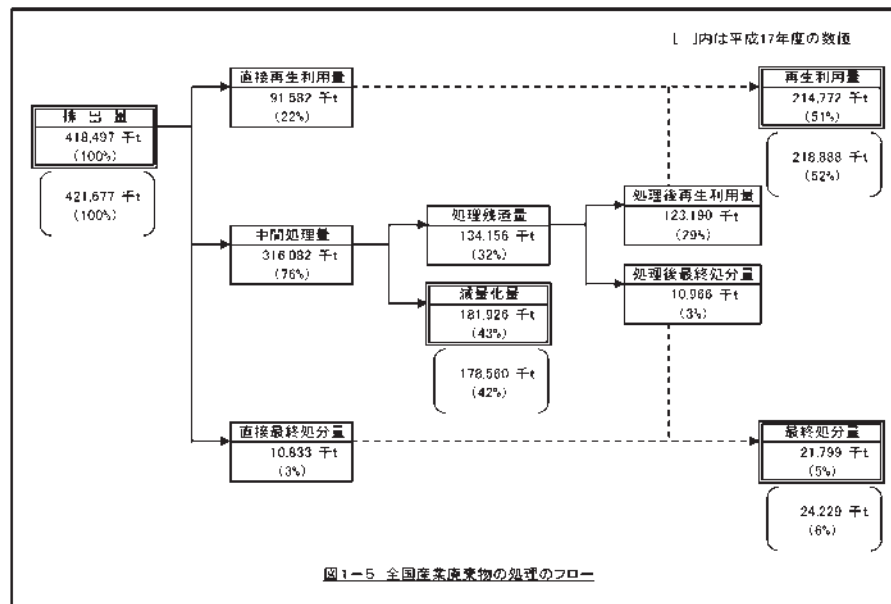 [　]内は平成17年度の数値
直接再生利用量
91,582 千t
(22%)
再生利用量
214,772 千t
(51%)
218,888 千t
(52%)
排出量
418,497 千t
(100%)
421,677 千t
(100%)
中間処理量
316,082 千t
(76%)
処理残渣量
134,156 千t
(32%)
処理後再生利用量
123,190 千t
(29%)
減量化量
181,926 千t
(43%)
178,560 千t
(42%)
処理後最終処分量
10,966 千t
(3%)
直接最終処分量
10,833 千t
(3%)
最終処分量
21,799 千t
(5%)
24,229 千t
(6%)
図1－5 全国産業廃棄物の処理のフロー